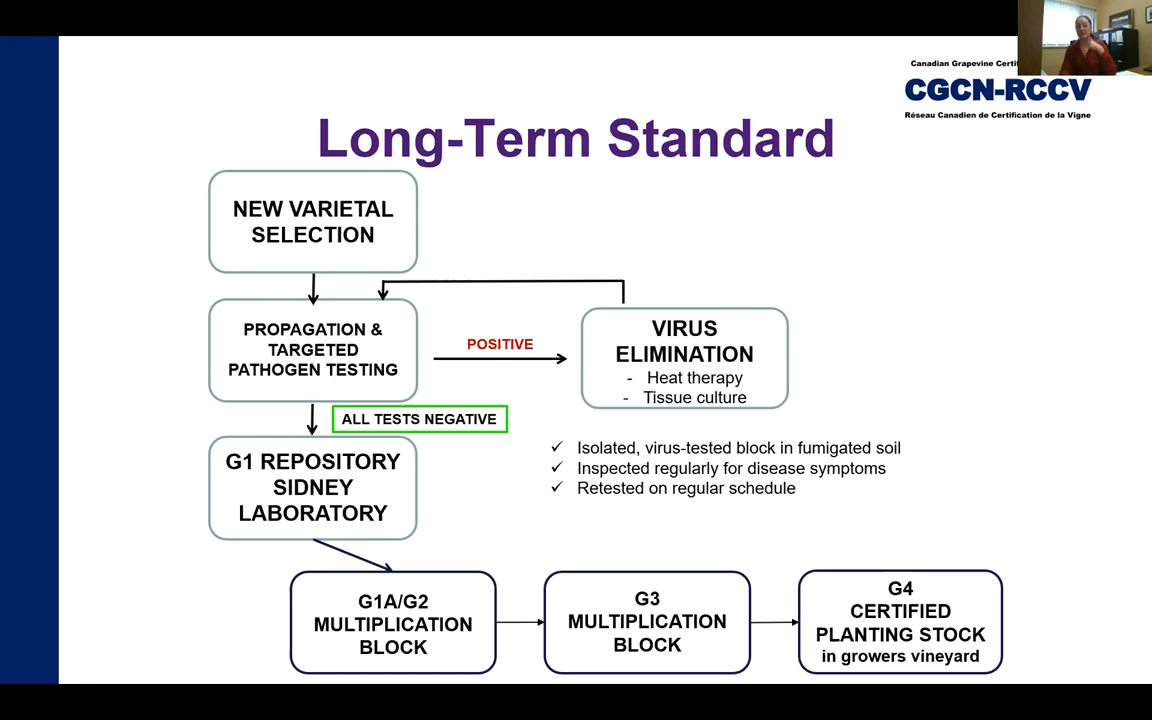 Canadian Grapevine Certif
CGCN-RCCV
Réseau Canadien de Certification de la Vigne
Long-Term Standard
NEW VARIETAL
SELECTION
PROPAGATION &
TARGETED
PATHOGEN TESTING
POSITIVE
VIRUS
ELIMINATION
- Heat therapy
- Tissue culture
ALL TESTS NEGATIVE
G1 REPOSITORY
SIDNEY
LABORATORY
✓ Isolated, virus-tested block in fumigated soil
✓ Inspected regularly for disease symptoms
✓ Retested on regular schedule
G1A/G2
MULTIPLICATION
BLOCK
G3
MULTIPLICATION
BLOCK
G4
CERTIFIED
PLANTING STOCK
in growers vineyard